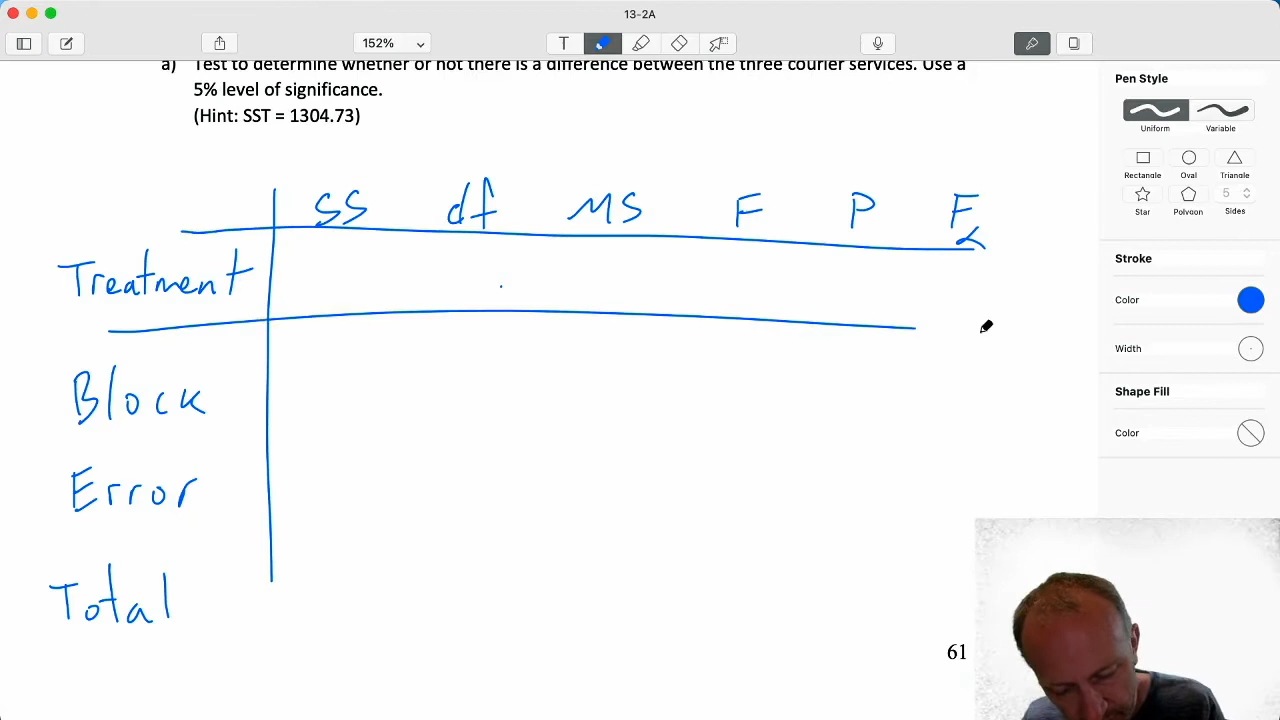 13-2A
152%
T
Pen Style
Uniform
Variable
Rectangle
Oval
Triangle
5
Star
Polygon
Sides
Stroke
Color
Width
Shape Fill
Color
a) Test to determine whether or not there is a difference between the three courier services. Use a
5% level of significance.
(Hint: SST = 1304.73)
SS df MS F P Fα
Treatment
Block
Error
Total
61